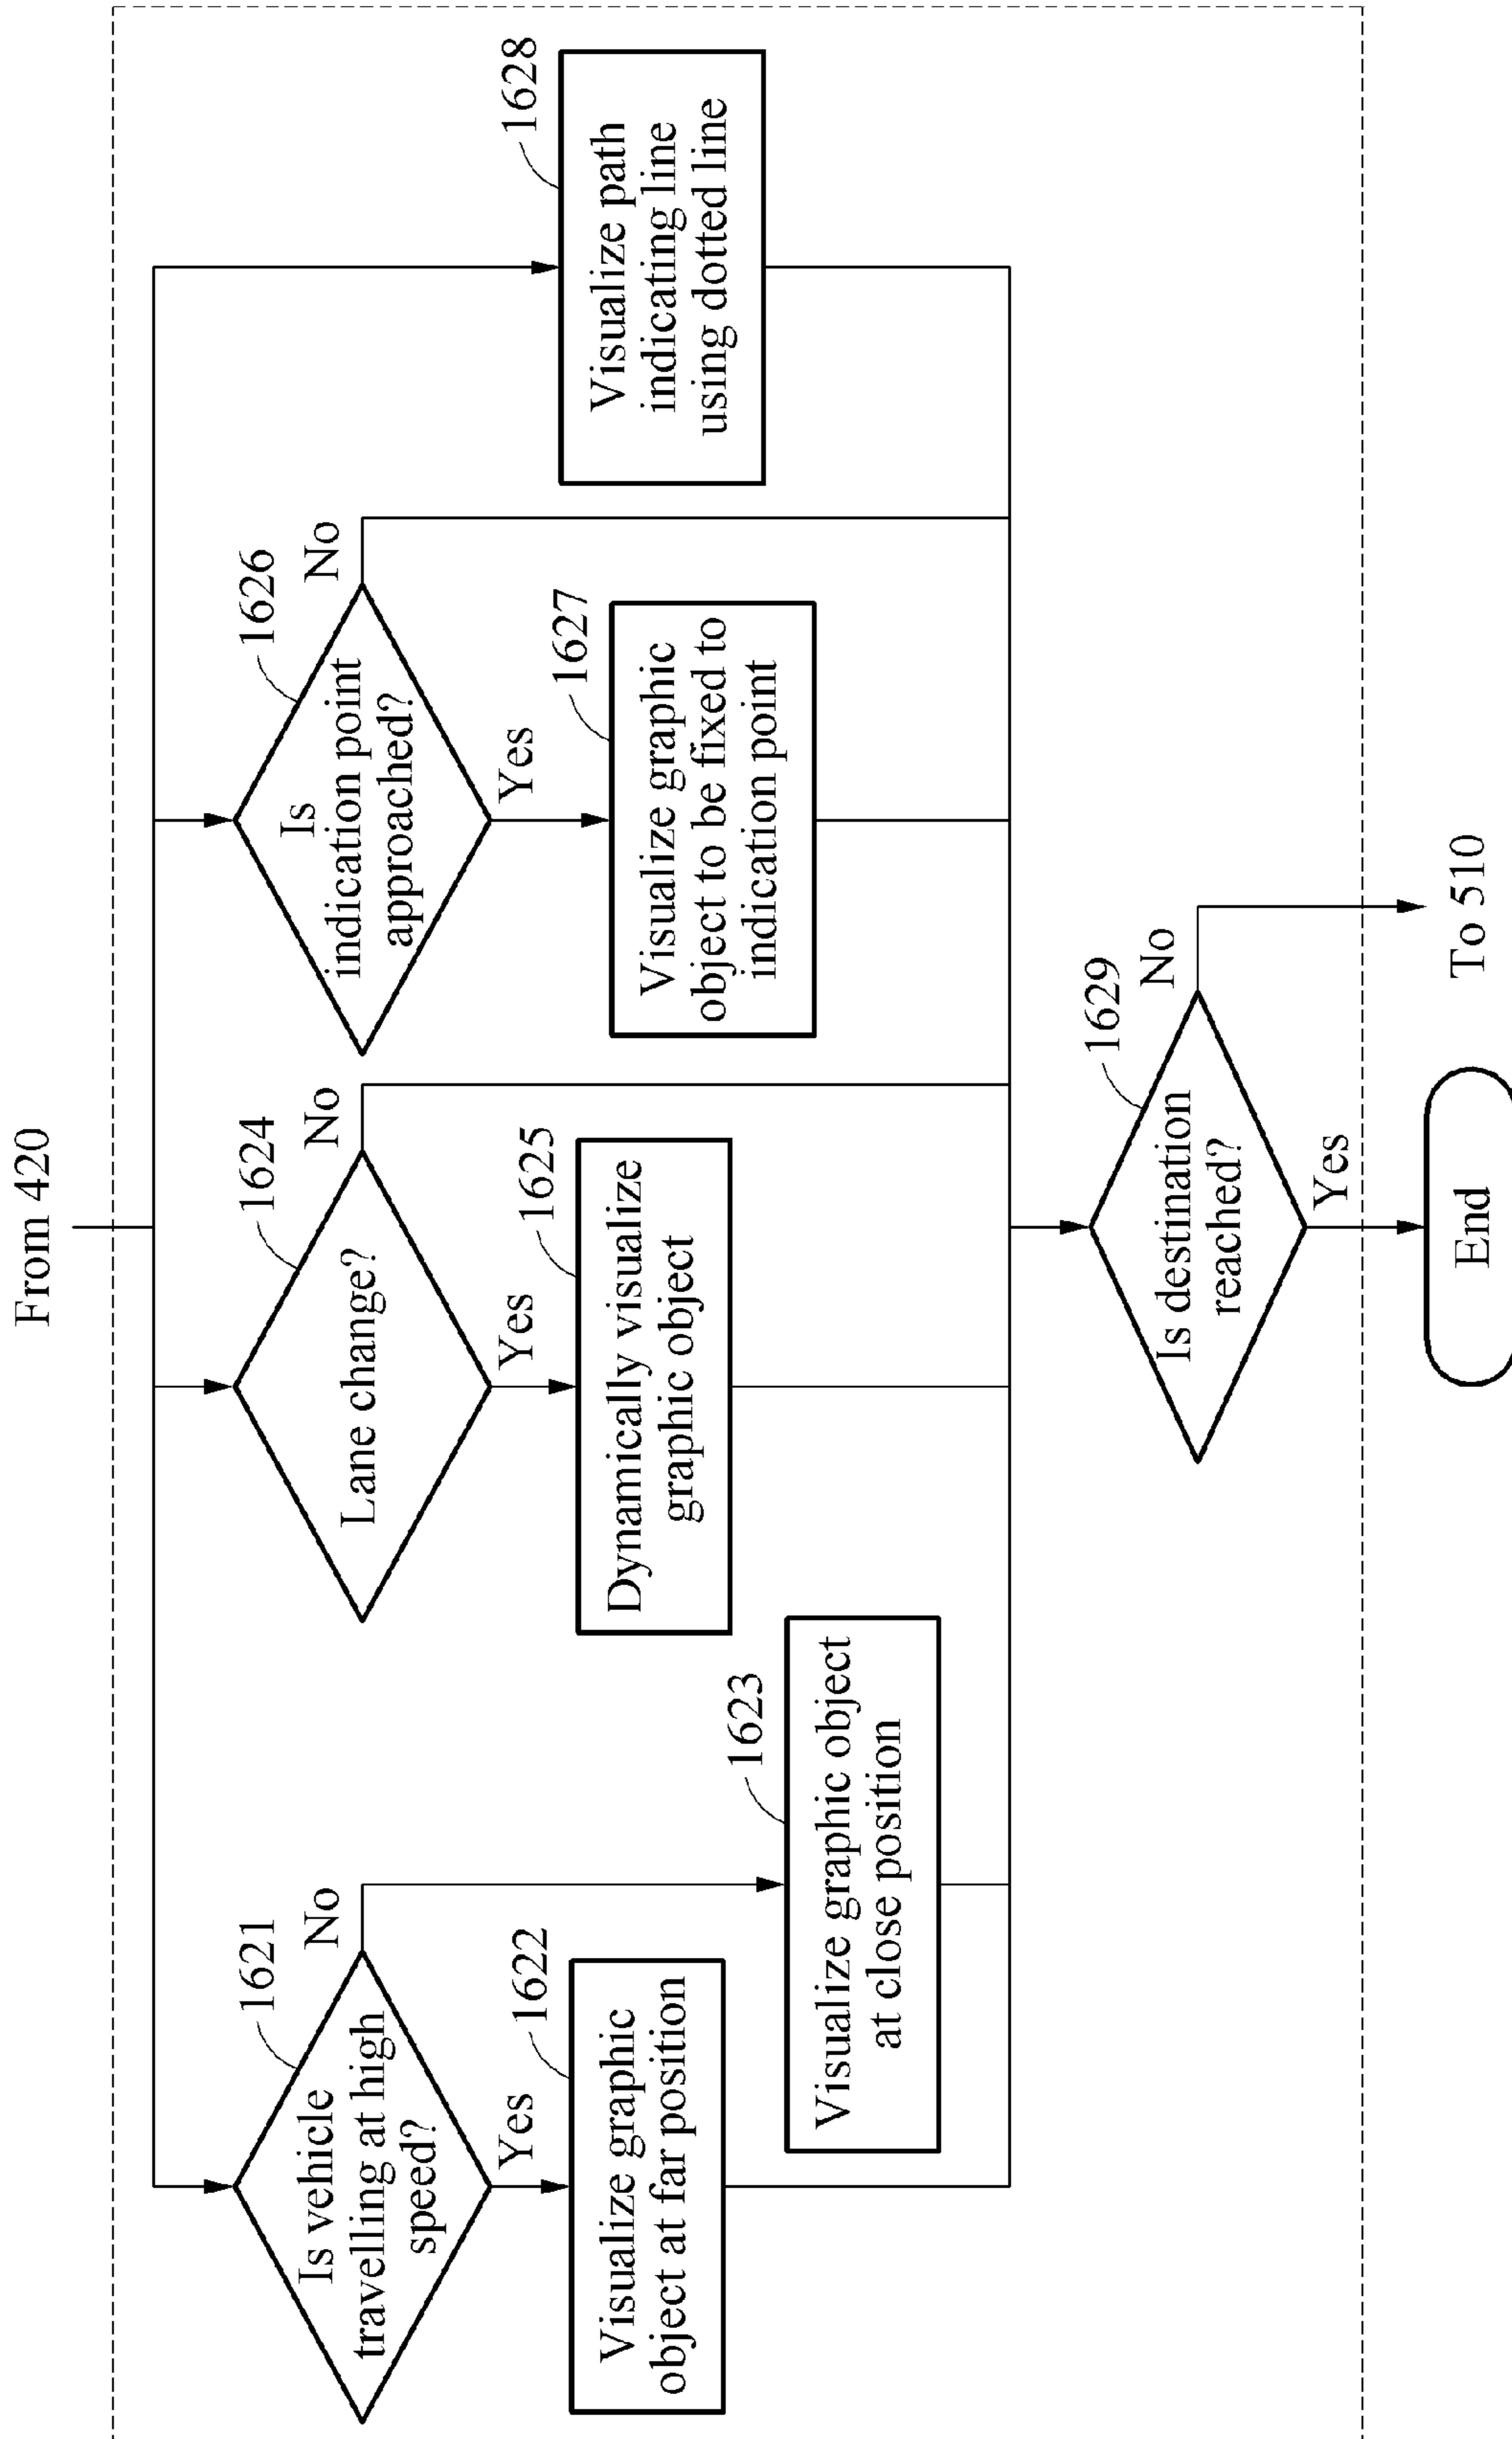 From 420
1621
Is vehicle
travelling at high
speed?
No
Yes
1622
Visualize graphic
object at far position
1623
Visualize graphic object
at close position
1624
Lane change?
No
Yes
1625
Dynamically visualize
graphic object
1626
Is
indication point
approached?
No
Yes
1627
Visualize graphic
object to be fixed to
indication point
1628
Visualize path
indicating line
using dotted line
1629
Is destination
reached?
No
Yes
End
To 510